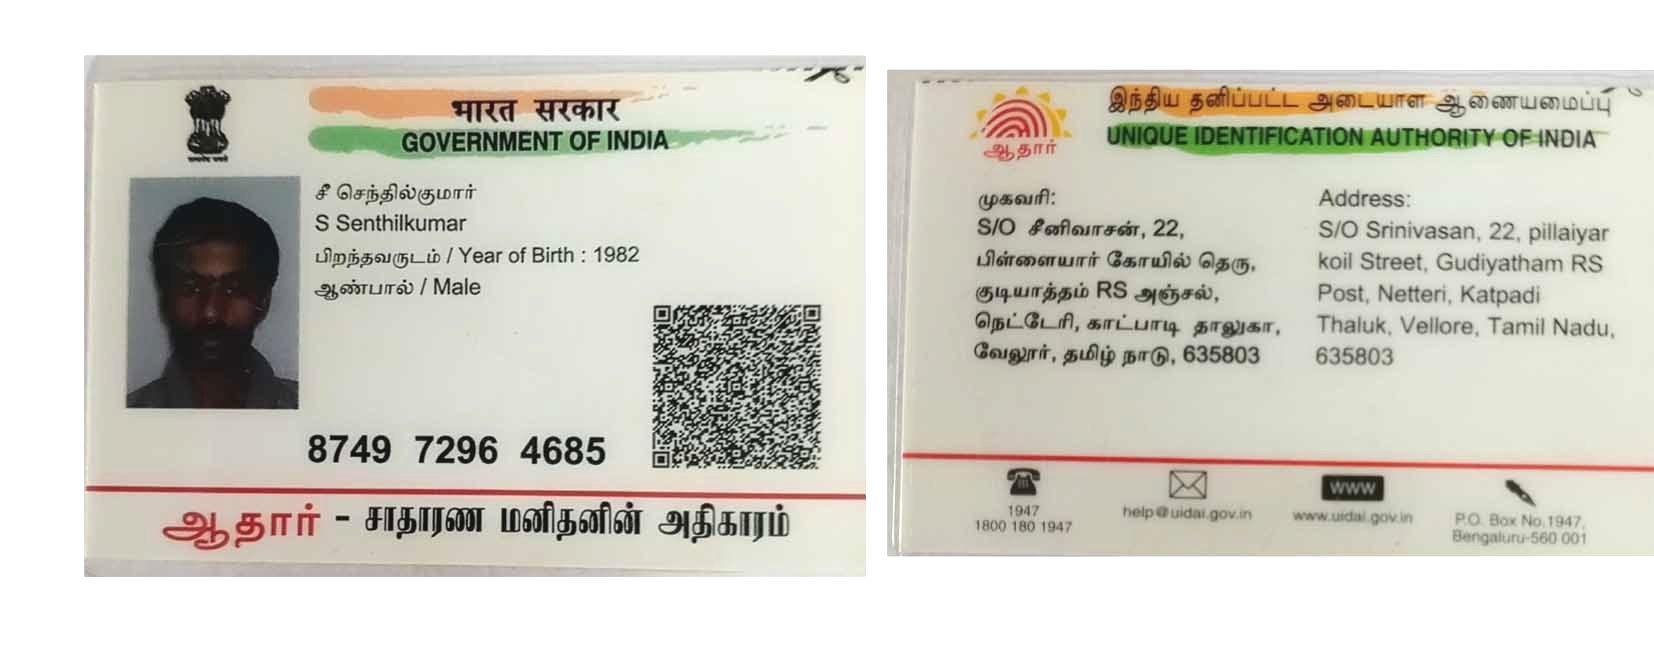 भारत सरकार
GOVERNMENT OF INDIA
சீ செந்தில்குமார்
S Senthilkumar
பிறந்தவருடம் / Year of Birth : 1982
ஆண்பால் / Male
8749 7296 4685
ஆதார் - சாதாரண மனிதனின் அதிகாரம்
இந்திய தனிப்பட்ட அடையாள ஆணையமைப்பு
UNIQUE IDENTIFICATION AUTHORITY OF INDIA
ஆதார்
முகவரி:
S/O சீனிவாசன், 22,
பிள்ளையார் கோயில் தெரு,
குடியாத்தம் RS அஞ்சல்,
நெட்டேரி, காட்பாடி தாலுகா,
வேலூர், தமிழ் நாடு, 635803
Address:
S/O Srinivasan, 22, pillaiyar
koil Street, Gudiyatham RS
Post, Netteri, Katpadi
Thaluk, Vellore, Tamil Nadu,
635803
1947
1800 180 1947
help@uidai.gov.in
WWW
www.uidai.gov.in
P.O. Box No.1947,
Bengaluru-560 001